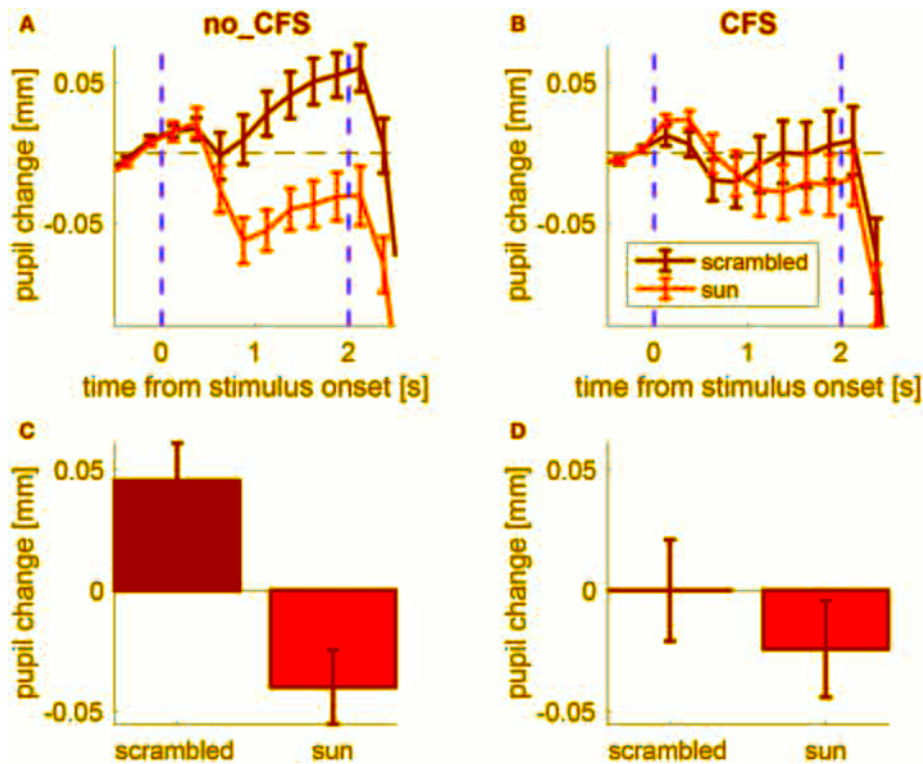 A
no_CFS
pupil change [mm]
0.05
-0.05
0 1 2
time from stimulus onset [s]
B
CFS
pupil change [mm]
0.05
-0.05
scrambled
sun
0 1 2
time from stimulus onset [s]
C
pupil change [mm]
0.05
0
-0.05
scrambled sun
D
pupil change [mm]
0.05
0
-0.05
scrambled sun